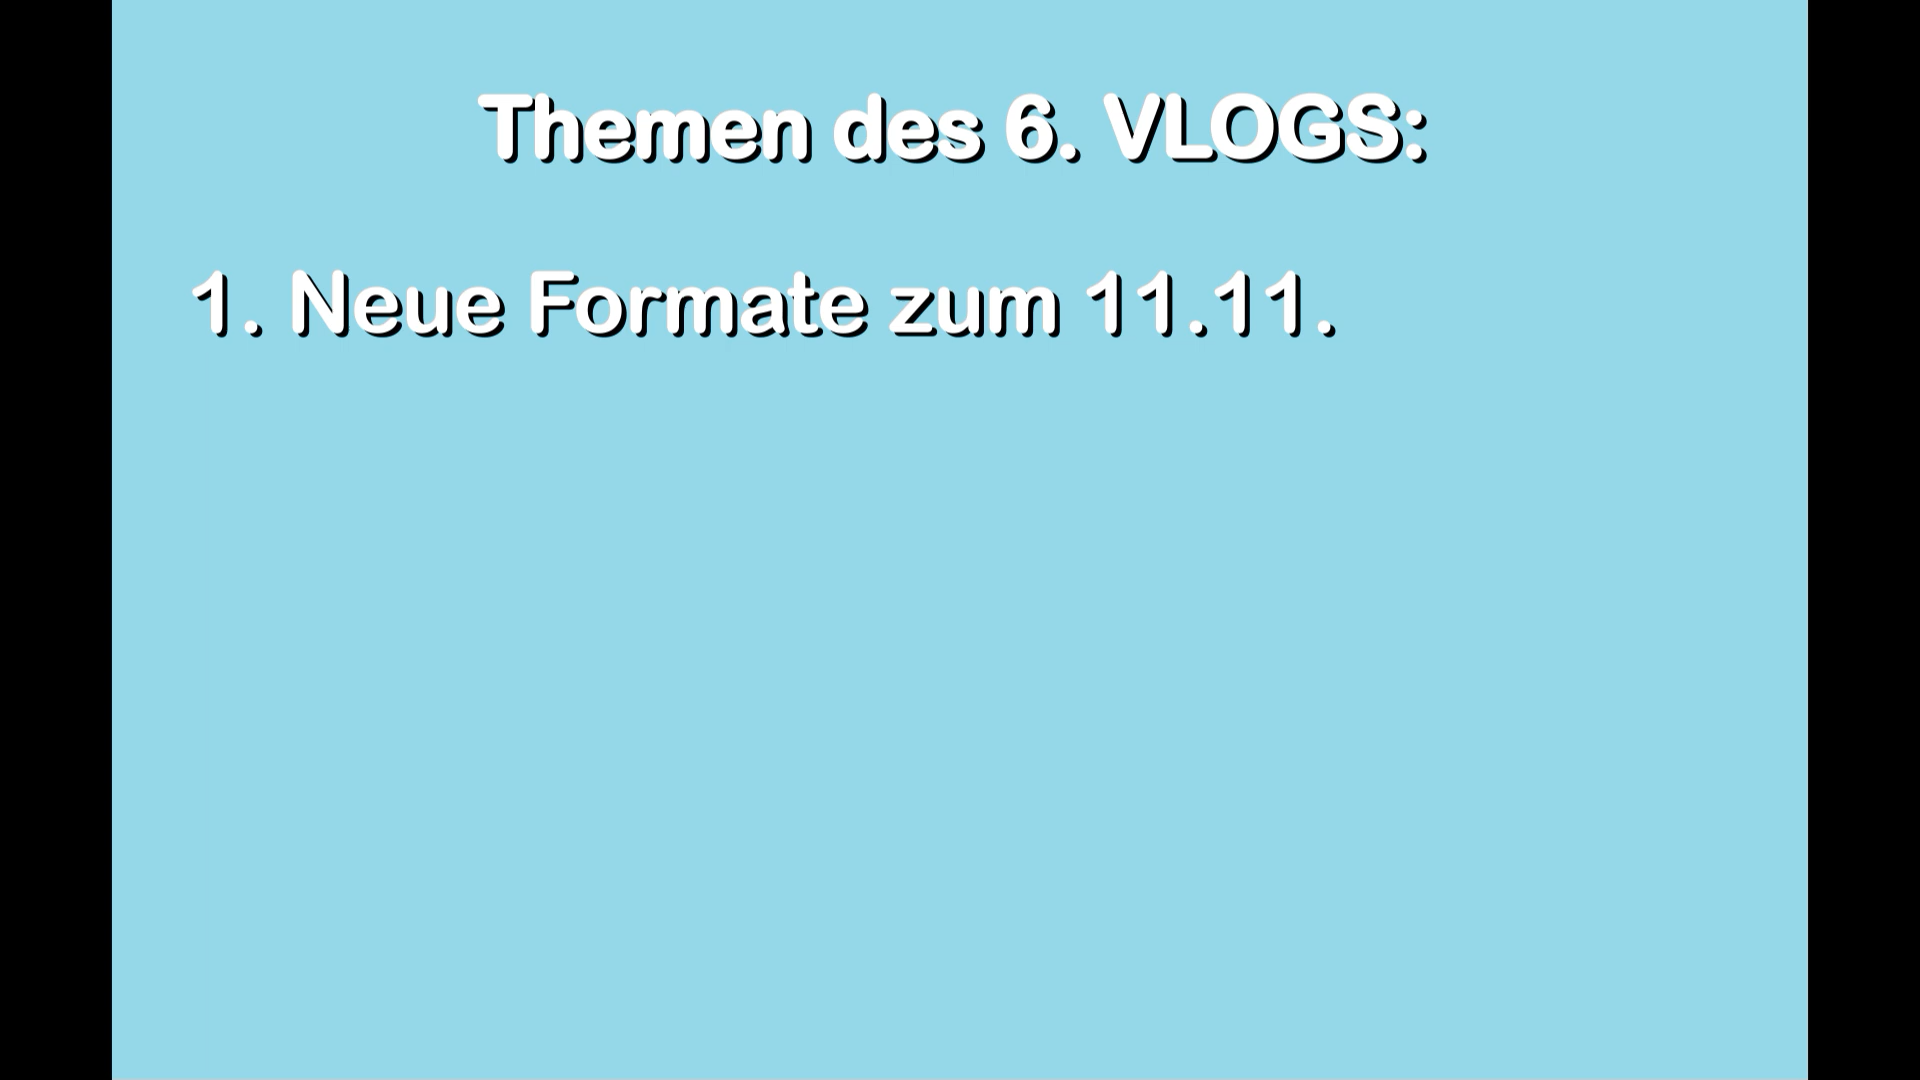 Themen des 6. VLOGS:
1. Neue Formate zum 11.11.